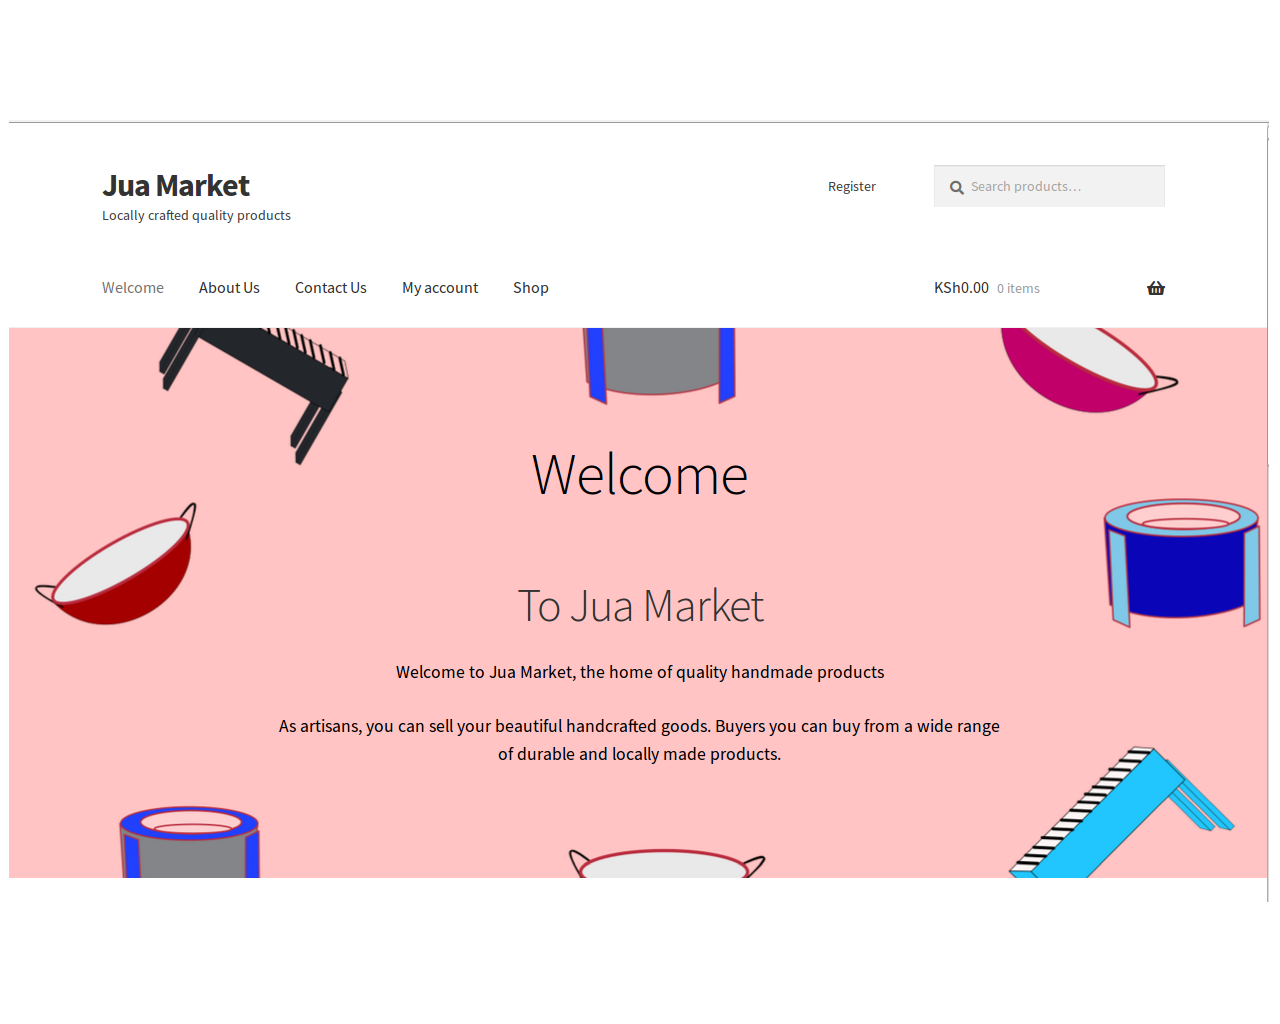 Jua Market
Locally crafted quality products
Register
Search products…
Welcome About Us Contact Us My account Shop
KSh0.00 0 items
Welcome
To Jua Market
Welcome to Jua Market, the home of quality handmade products
As artisans, you can sell your beautiful handcrafted goods. Buyers you can buy from a wide range
of durable and locally made products.